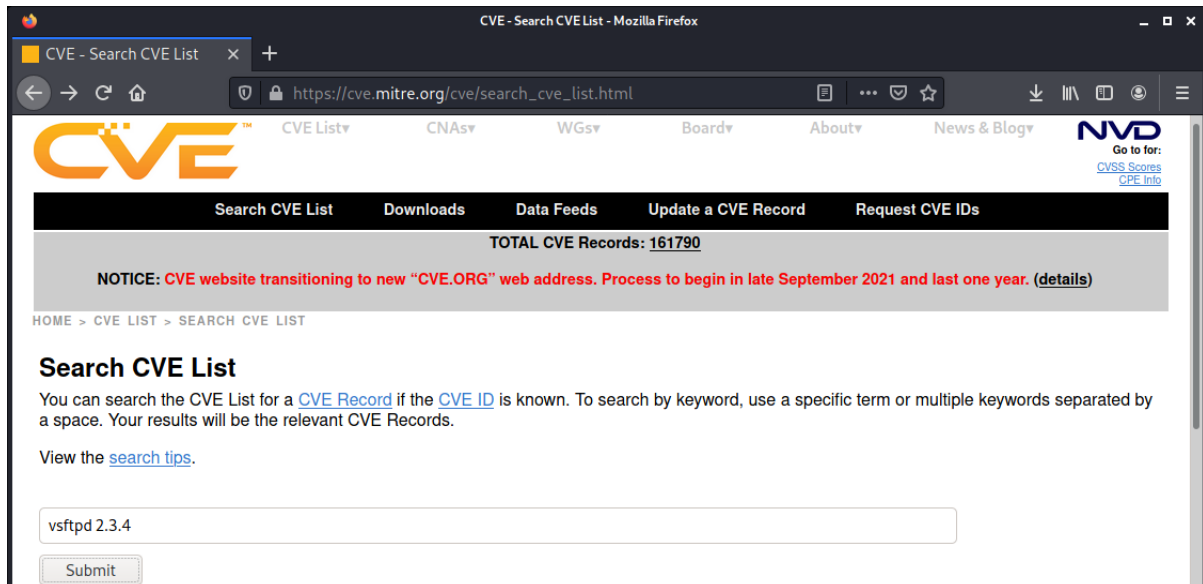 CVE - Search CVE List - Mozilla Firefox
CVE - Search CVE List
https://cve.mitre.org/cve/search_cve_list.html
CVE™
CVE List▾ CNAs▾ WGs▾ Board▾ About▾ News & Blog▾
NVD
Go to for:
CVSS Scores
CPE Info
Search CVE List Downloads Data Feeds Update a CVE Record Request CVE IDs
TOTAL CVE Records: 161790
NOTICE: CVE website transitioning to new “CVE.ORG” web address. Process to begin in late September 2021 and last one year. (details)
HOME > CVE LIST > SEARCH CVE LIST
Search CVE List
You can search the CVE List for a CVE Record if the CVE ID is known. To search by keyword, use a specific term or multiple keywords separated by
a space. Your results will be the relevant CVE Records.
View the search tips.
vsftpd 2.3.4
Submit